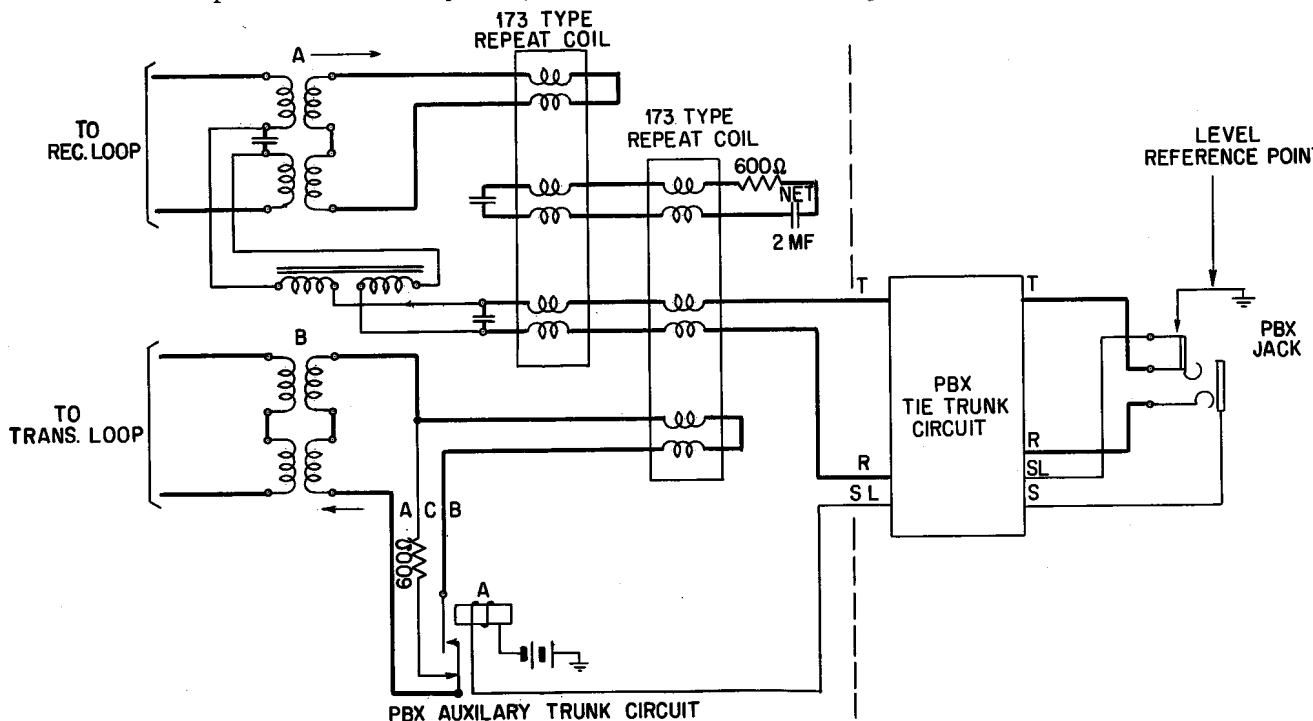 173 TYPE
REPEAT COIL
A
TO
REC. LOOP
173 TYPE
REPEAT COIL
600Ω
NET
2 MF
LEVEL
REFERENCE POINT
T
T
B
TO
TRANS. LOOP
PBX
TIE TRUNK
CIRCUIT
PBX
JACK
R
R
SL
SL
S
A C B
600Ω
A
PBX AUXILARY TRUNK CIRCUIT